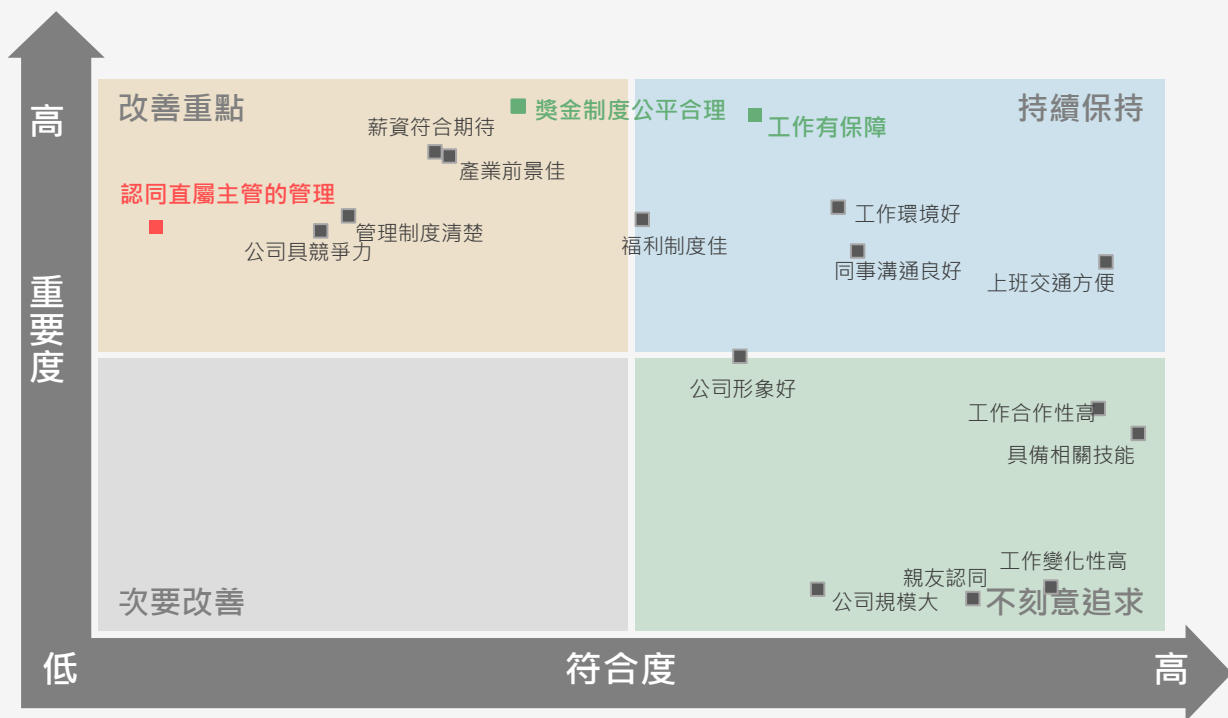 高
改善重點
獎金制度公平合理
持續保持
薪資符合期待
工作有保障
產業前景佳
認同直屬主管的管理
工作環境好
管理制度清楚
公司具競爭力
福利制度佳
同事溝通良好
上班交通方便
重要度
公司形象好
工作合作性高
具備相關技能
工作變化性高
親友認同
次要改善
公司規模大
不刻意追求
低
符合度
高